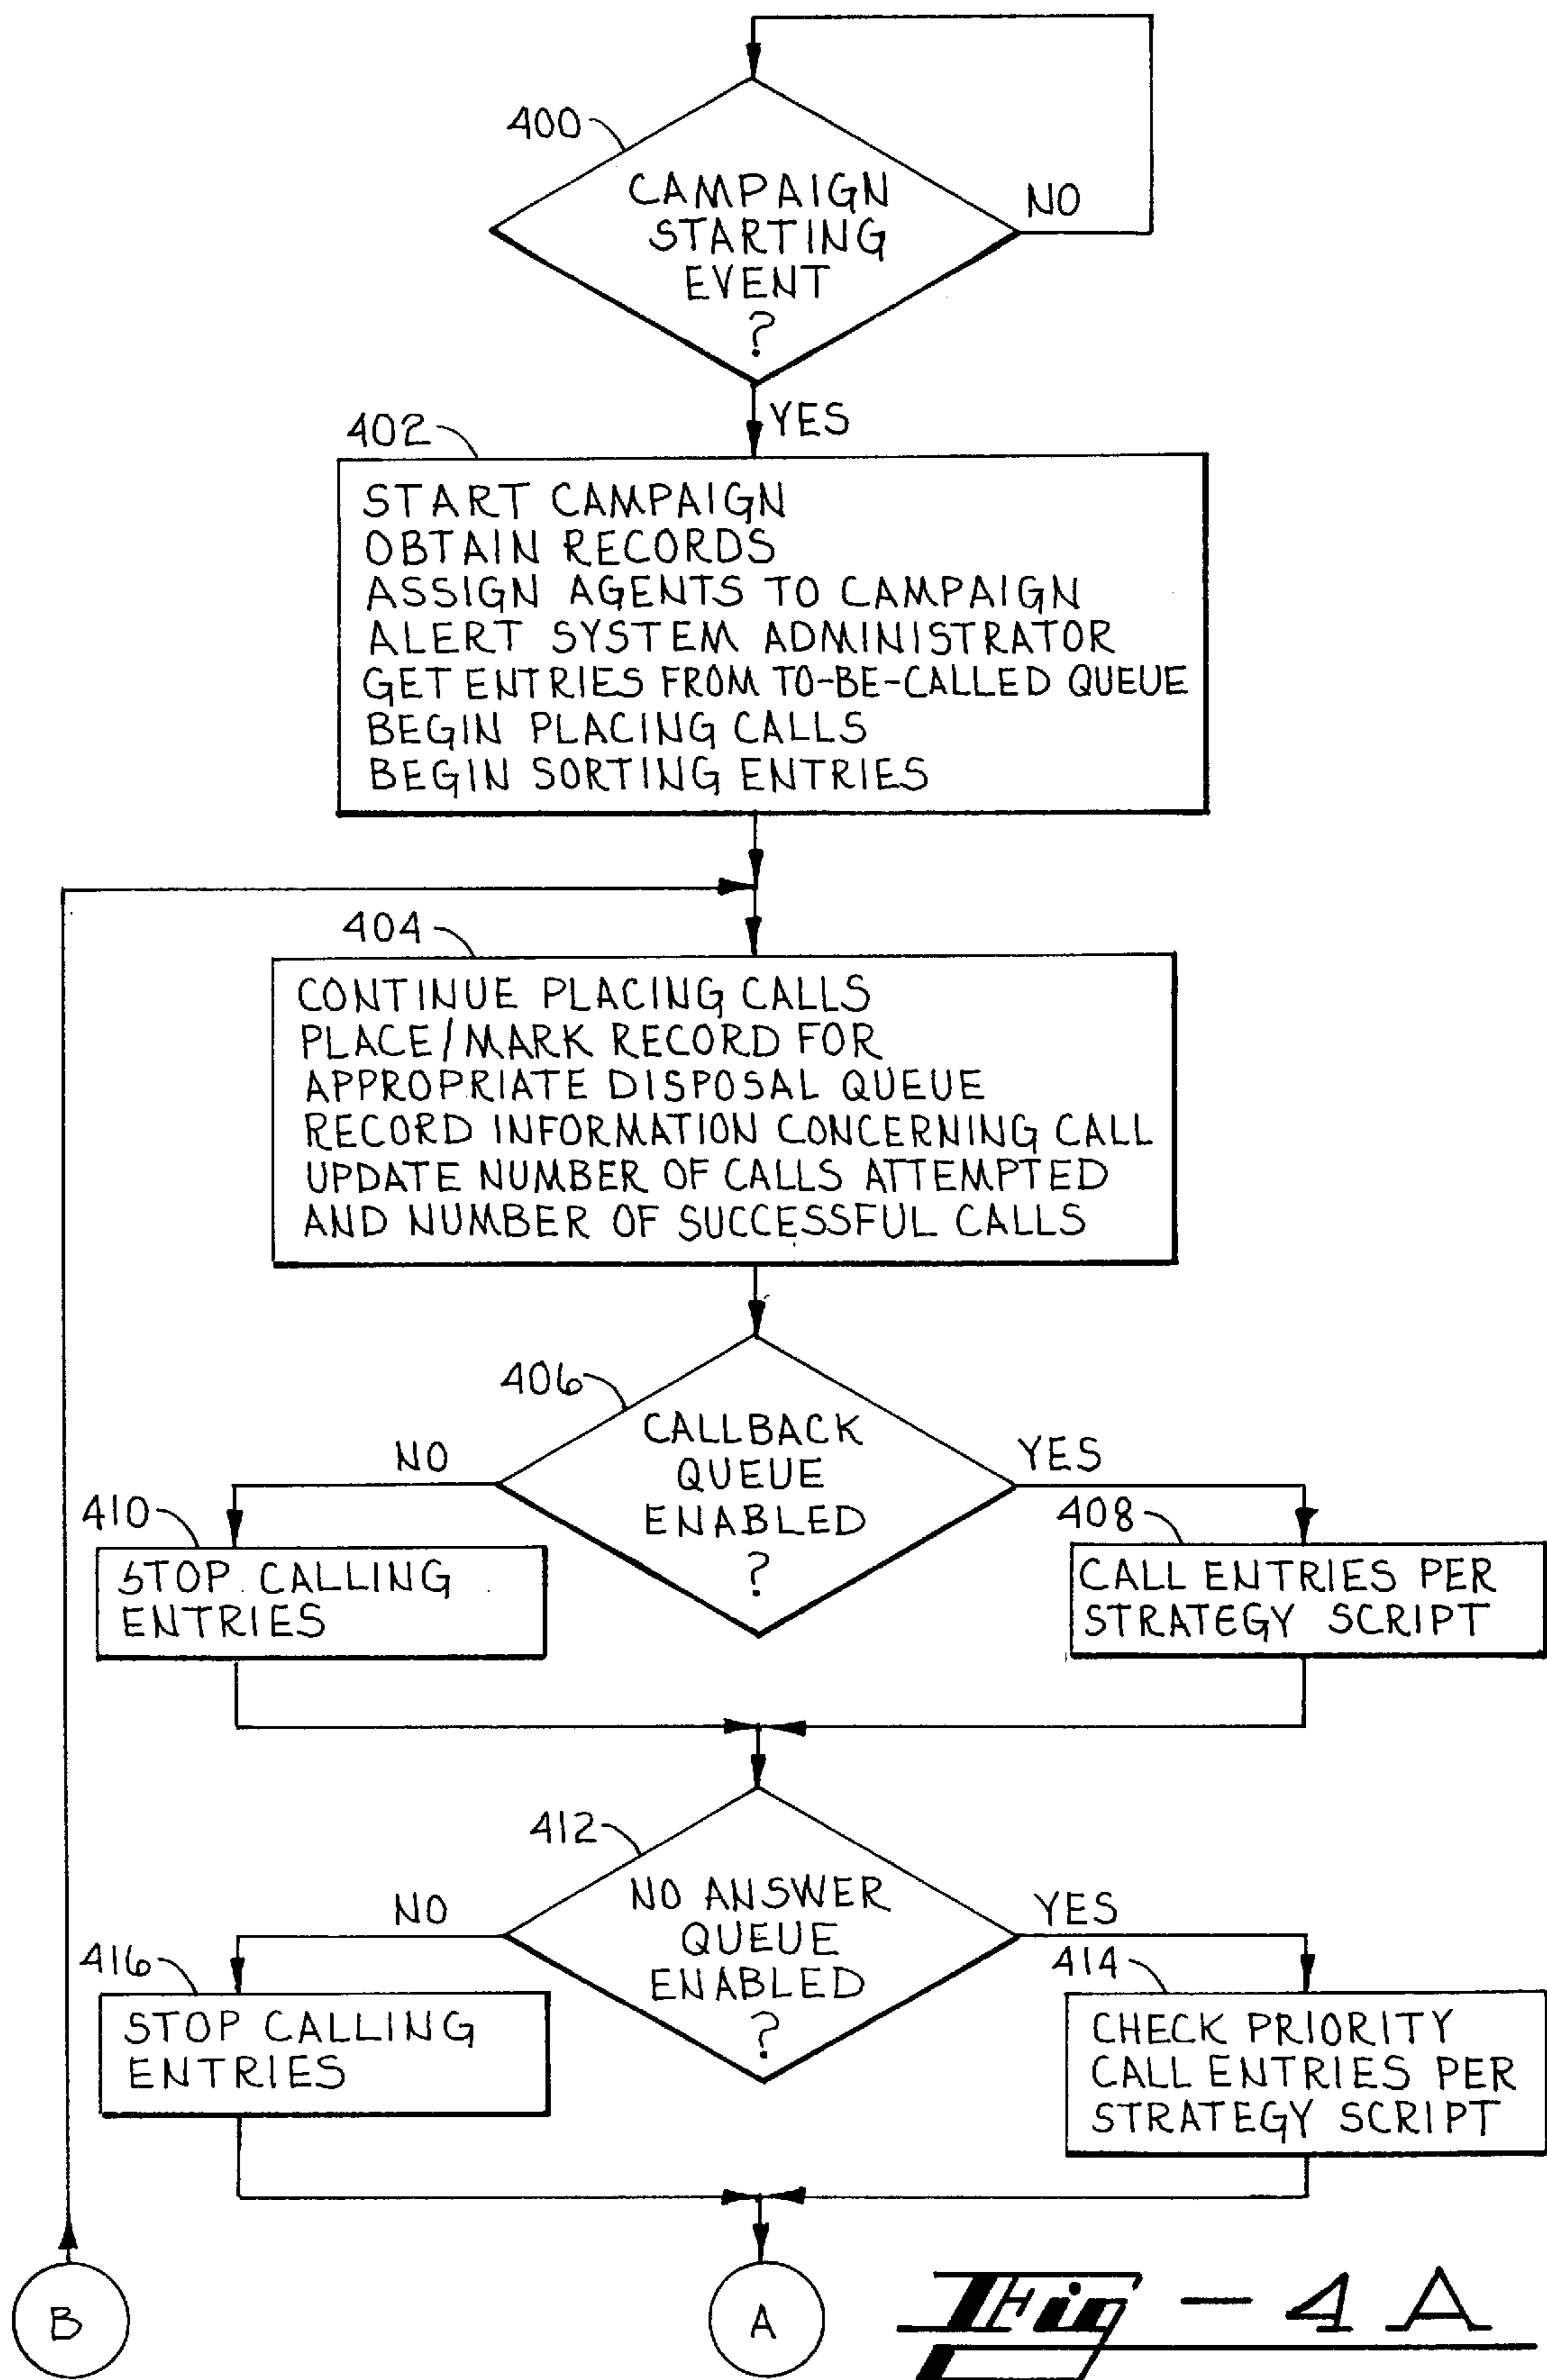 400
CAMPAIGN
STARTING
EVENT
?
NO
YES
402
START CAMPAIGN
OBTAIN RECORDS
ASSIGN AGENTS TO CAMPAIGN
ALERT SYSTEM ADMINISTRATOR
GET ENTRIES FROM TO-BE-CALLED QUEUE
BEGIN PLACING CALLS
BEGIN SORTING ENTRIES
404
CONTINUE PLACING CALLS
PLACE/MARK RECORD FOR
APPROPRIATE DISPOSAL QUEUE
RECORD INFORMATION CONCERNING CALL
UPDATE NUMBER OF CALLS ATTEMPTED
AND NUMBER OF SUCCESSFUL CALLS
406
CALLBACK
QUEUE
ENABLED
?
NO
YES
410
STOP CALLING
ENTRIES
408
CALL ENTRIES PER
STRATEGY SCRIPT
412
NO ANSWER
QUEUE
ENABLED
?
NO
YES
416
STOP CALLING
ENTRIES
414
CHECK PRIORITY
CALL ENTRIES PER
STRATEGY SCRIPT
B
A
Fig-4A